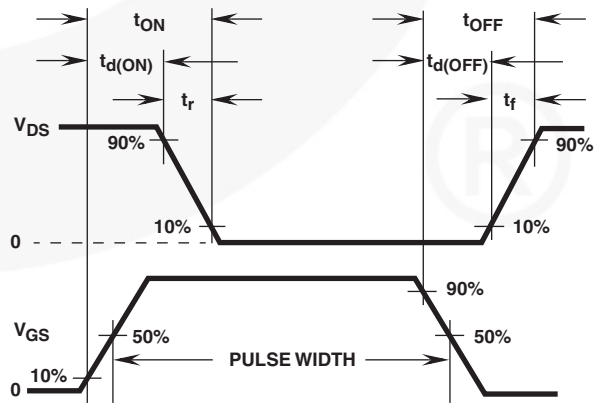 tON tOFF
td(ON) td(OFF)
tr tf
VDS
90% 90%
10% 10%
0
90%
VGS 50% 50%
PULSE WIDTH
10%
0
®